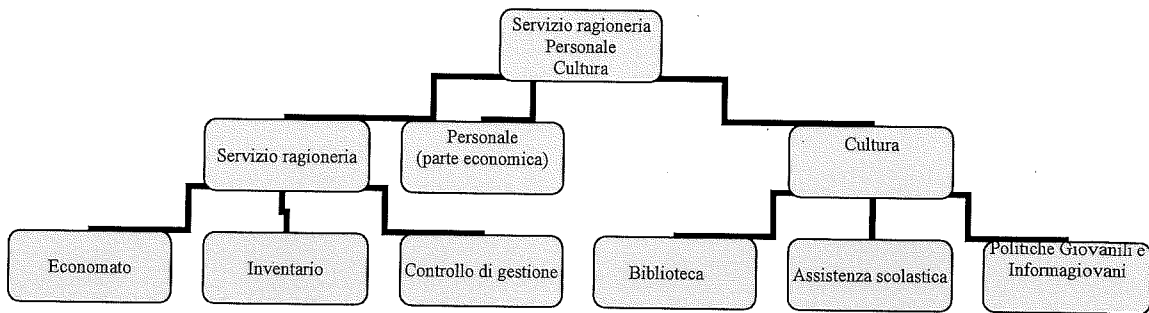 Servizio ragioneria
Personale
Cultura
Servizio ragioneria
Personale
(parte economica)
Cultura
Economato
Inventario
Controllo di gestione
Biblioteca
Assistenza scolastica
Politiche Giovanili e
Informagiovani